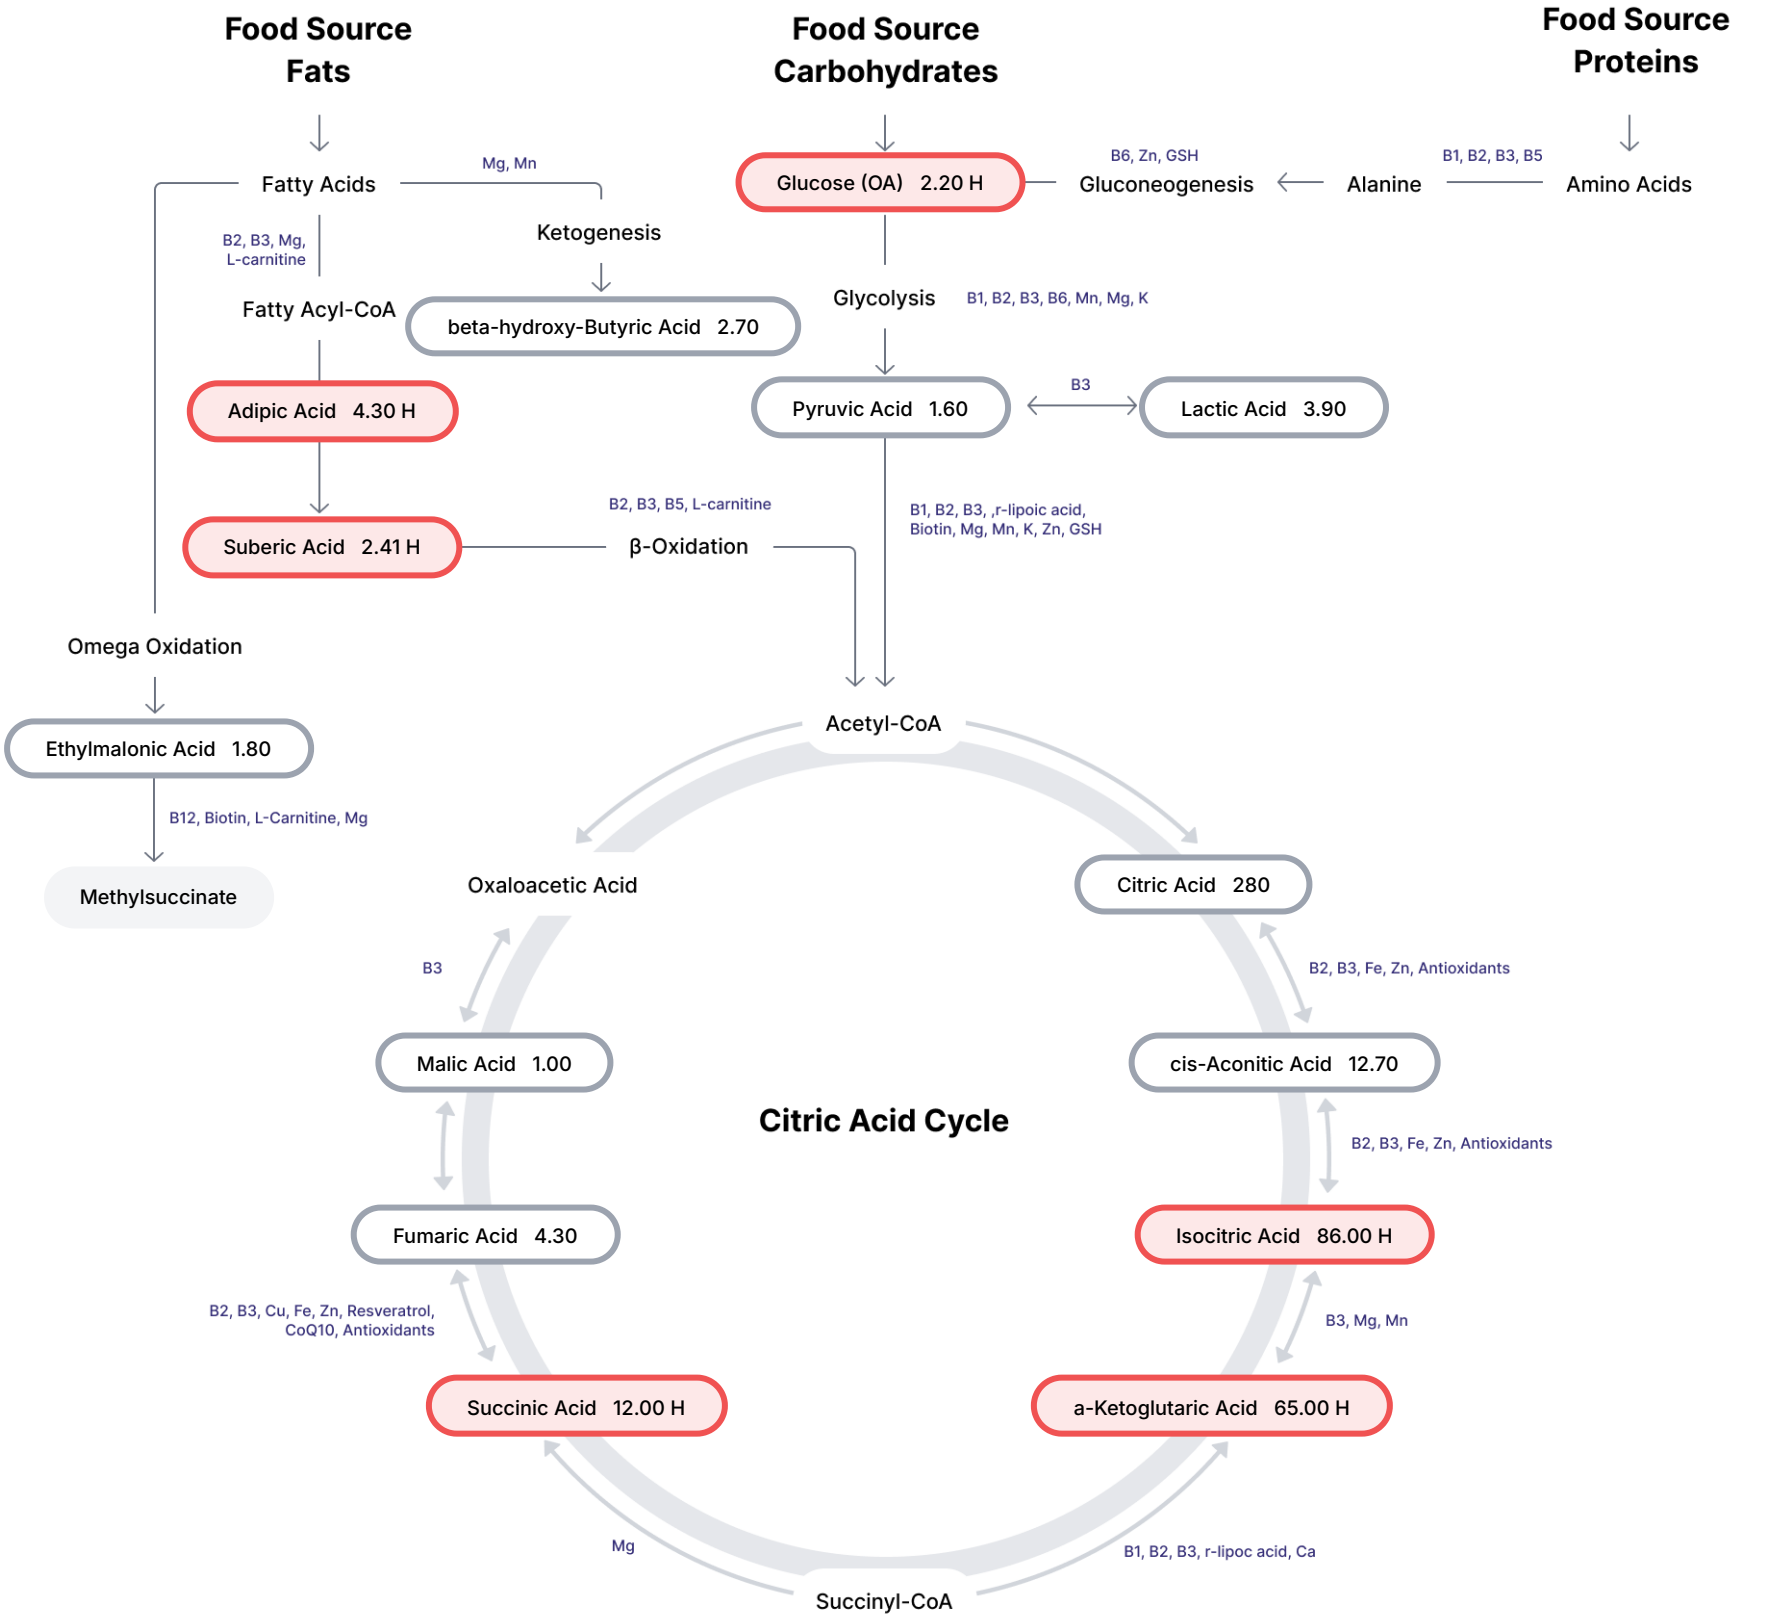 Food Source
Fats
Food Source
Carbohydrates
Food Source
Proteins
Mg, Mn
B6, Zn, GSH
B1, B2, B3, B5
Fatty Acids
Glucose (OA) 2.20 H
Gluconeogenesis
Alanine
Amino Acids
B2, B3, Mg,
L-carnitine
Ketogenesis
Fatty Acyl-CoA
beta-hydroxy-Butyric Acid 2.70
Glycolysis
B1, B2, B3, B6, Mn, Mg, K
Adipic Acid 4.30 H
Pyruvic Acid 1.60
B3
Lactic Acid 3.90
Suberic Acid 2.41 H
B2, B3, B5, L-carnitine
β-Oxidation
B1, B2, B3, ,r-lipoic acid,
Biotin, Mg, Mn, K, Zn, GSH
Omega Oxidation
Ethylmalonic Acid 1.80
Acetyl-CoA
B12, Biotin, L-Carnitine, Mg
Methylsuccinate
Oxaloacetic Acid
Citric Acid 280
B3
B2, B3, Fe, Zn, Antioxidants
Malic Acid 1.00
cis-Aconitic Acid 12.70
Citric Acid Cycle
B2, B3, Fe, Zn, Antioxidants
Fumaric Acid 4.30
Isocitric Acid 86.00 H
B2, B3, Cu, Fe, Zn, Resveratrol,
CoQ10, Antioxidants
B3, Mg, Mn
Succinic Acid 12.00 H
a-Ketoglutaric Acid 65.00 H
Mg
B1, B2, B3, r-lipoc acid, Ca
Succinyl-CoA